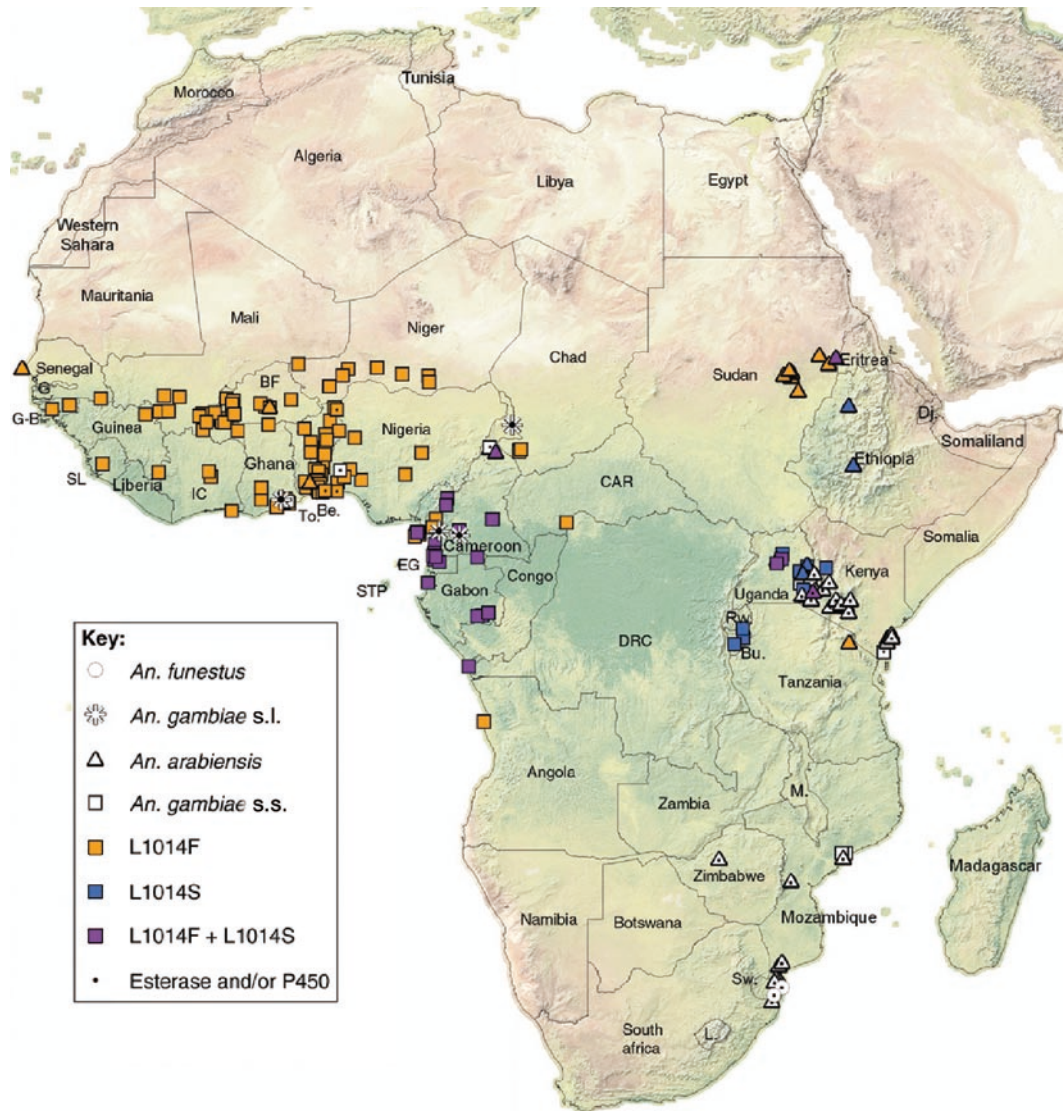 Tunisia
Morocco
Algeria
Libya
Egypt
Western
Sahara
Mauritania
Mali
Niger
Chad
Sudan
Eritrea
Senegal
G
G-B
BF
Guinea
Nigeria
Dj.
Somaliland
Ethiopia
SL
Liberia
IC
Ghana
To.
Be.
CAR
Somalia
Cameroon
EG
STP
Gabon
Congo
Uganda
Kenya
Rw.
DRC
Bu.
Tanzania
Key:
An. funestus
An. gambiae s.l.
An. arabiensis
An. gambiae s.s.
L1014F
L1014S
L1014F + L1014S
Esterase and/or P450
Angola
Zambia
M.
Zimbabwe
Madagascar
Namibia
Botswana
Mozambique
Sw.
South
africa
L.